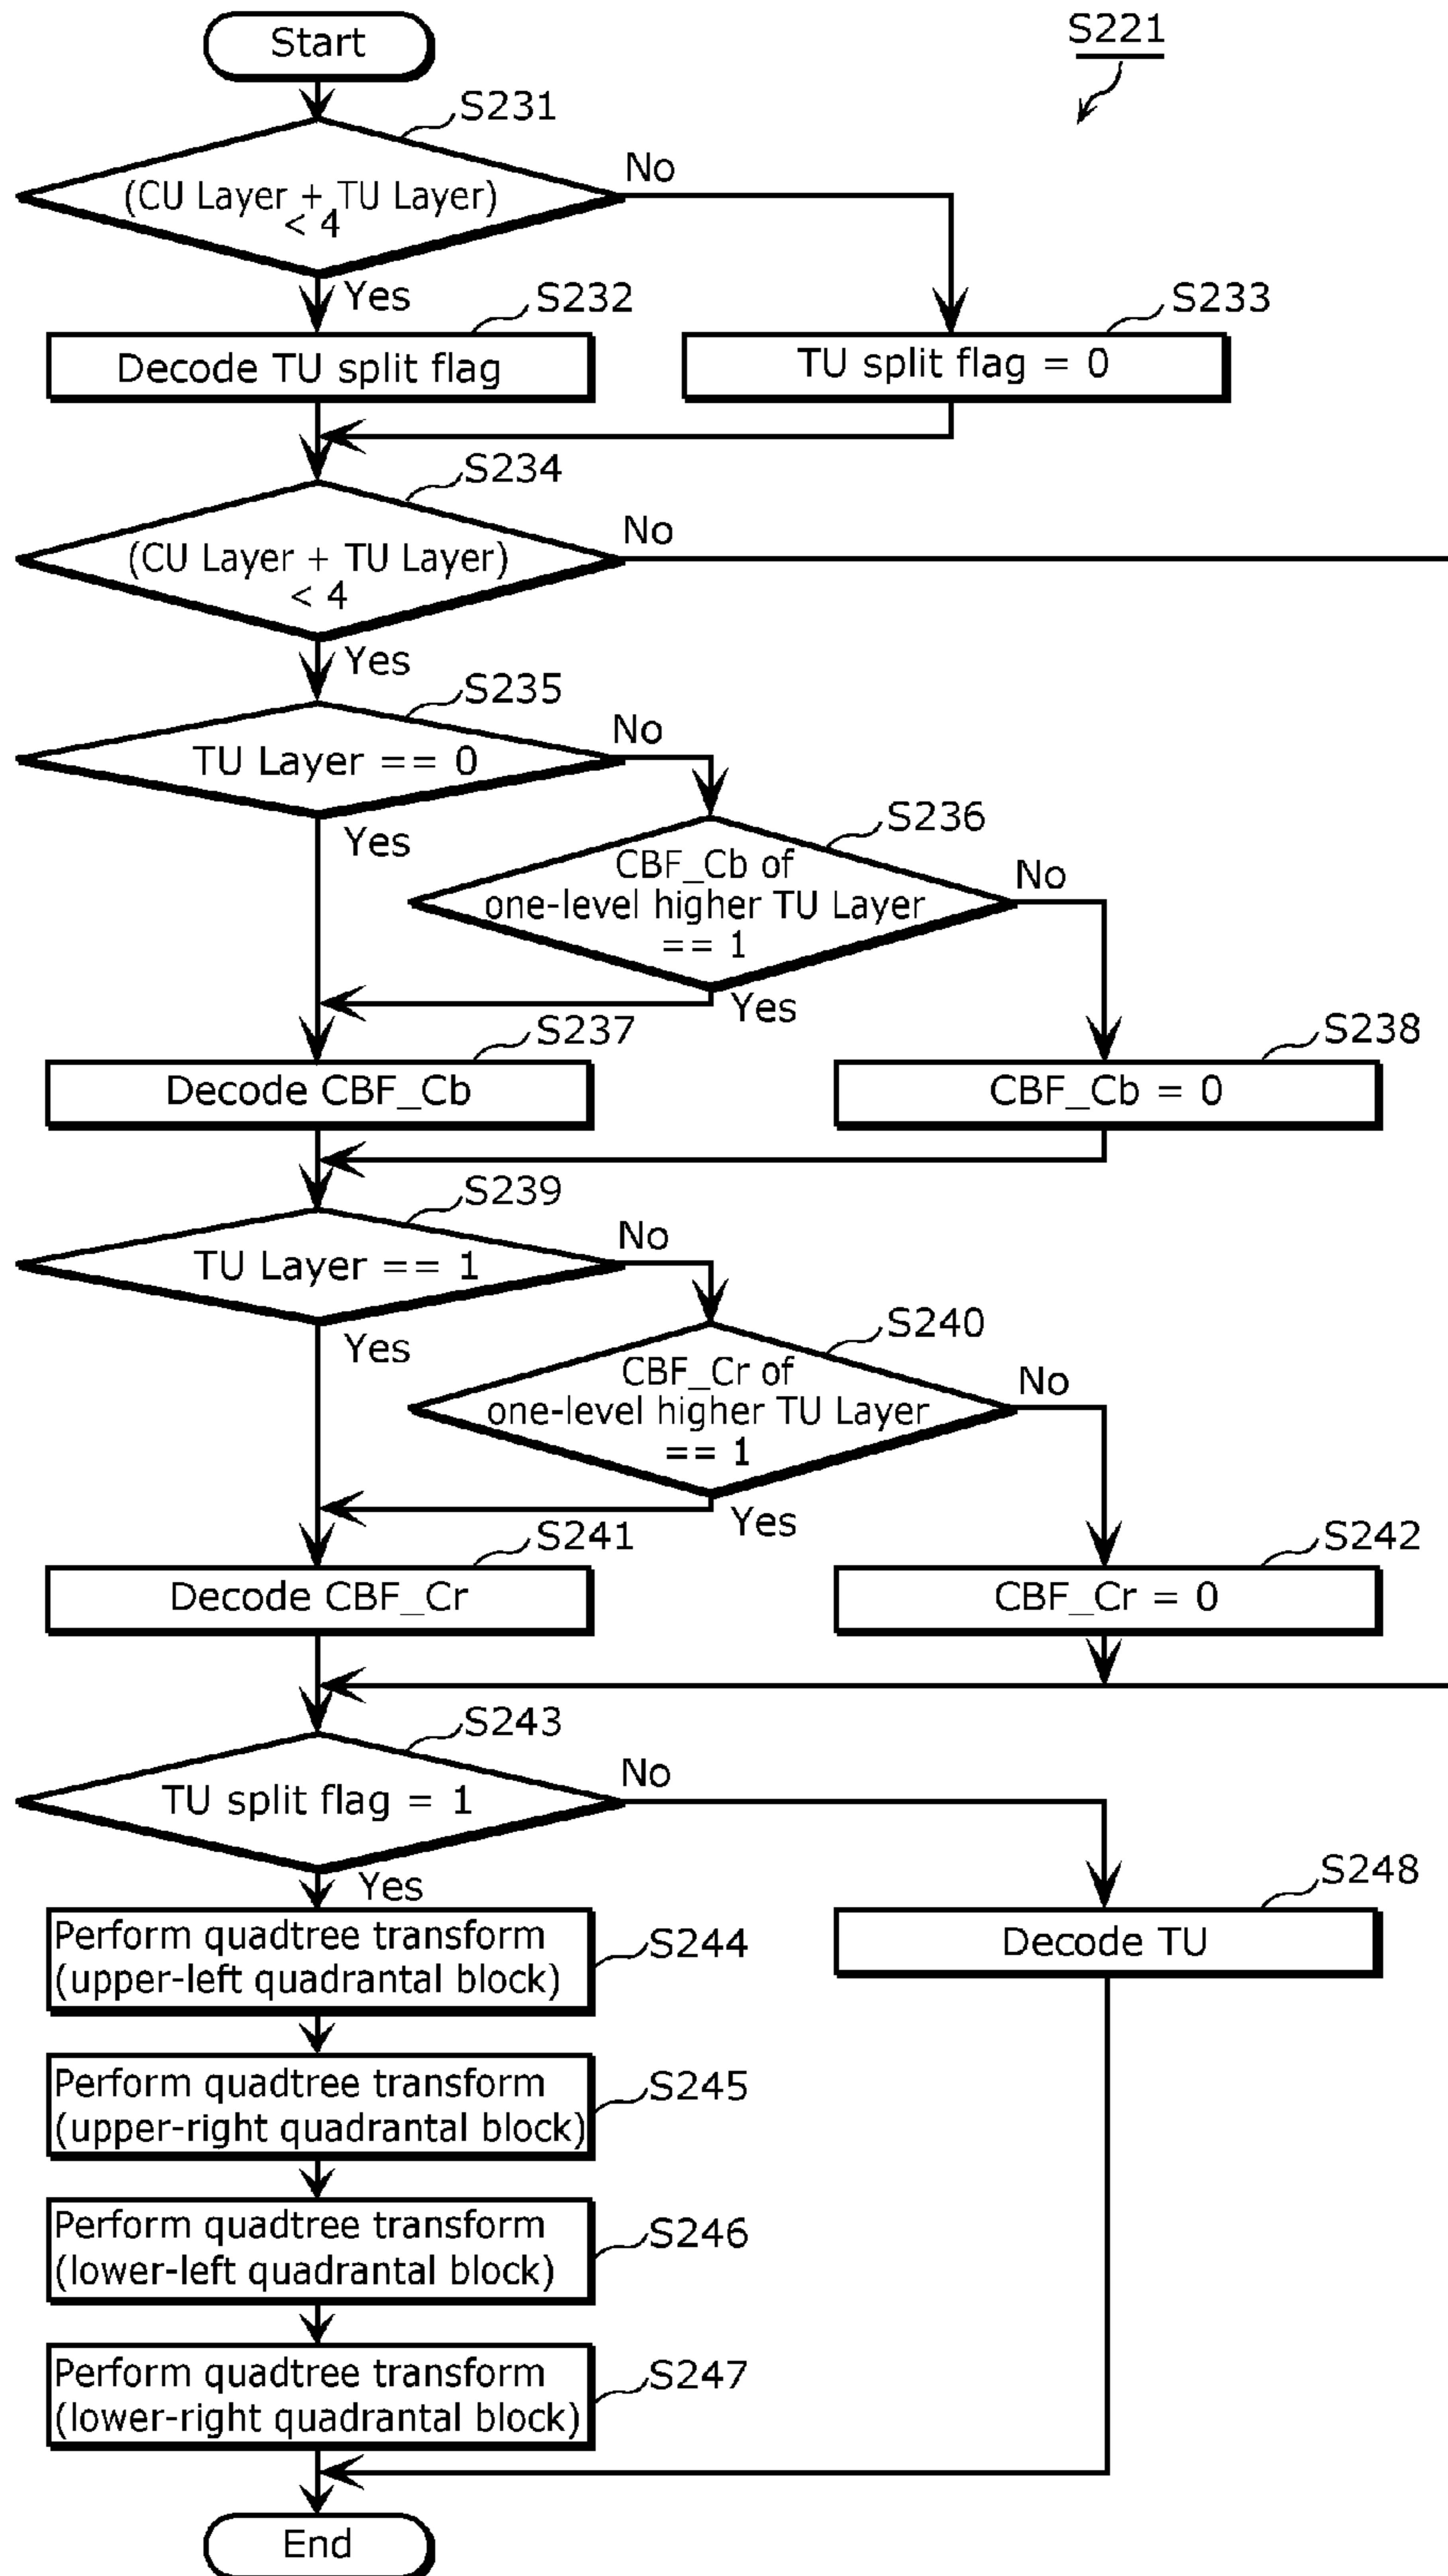 Start
S221
S231
(CU Layer + TU Layer)
< 4
No
Yes
S232
S233
Decode TU split flag
TU split flag = 0
S234
(CU Layer + TU Layer)
< 4
No
Yes
S235
TU Layer == 0
No
Yes
S236
CBF_Cb of
one-level higher TU Layer
== 1
No
Yes
S237
S238
Decode CBF_Cb
CBF_Cb = 0
S239
TU Layer == 1
No
Yes
S240
CBF_Cr of
one-level higher TU Layer
== 1
No
Yes
S241
S242
Decode CBF_Cr
CBF_Cr = 0
S243
TU split flag = 1
No
Yes
S248
Decode TU
Perform quadtree transform
(upper-left quadrantal block)
S244
Perform quadtree transform
(upper-right quadrantal block)
S245
Perform quadtree transform
(lower-left quadrantal block)
S246
Perform quadtree transform
(lower-right quadrantal block)
S247
End